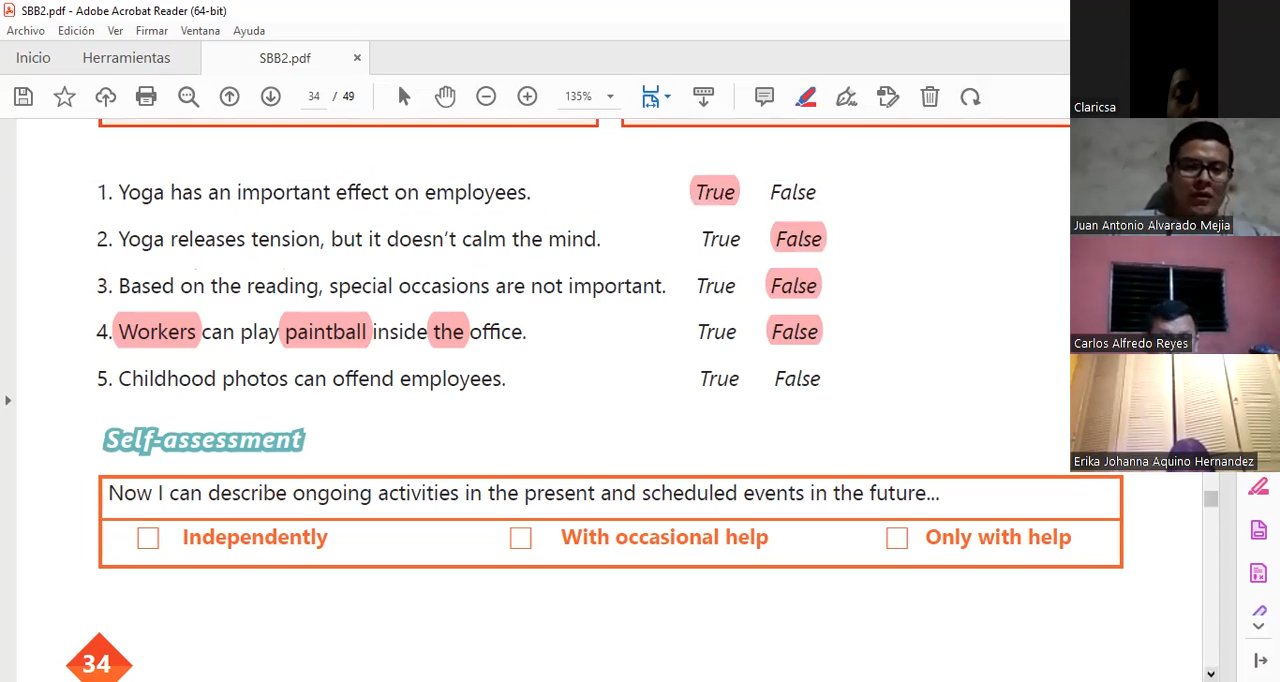 SBB2.pdf - Adobe Acrobat Reader (64-bit)
Archivo Edición Ver Firmar Ventana Ayuda
Inicio Herramientas SBB2.pdf ×
34 / 49 135%
1. Yoga has an important effect on employees. True False
2. Yoga releases tension, but it doesn't calm the mind. True False
3. Based on the reading, special occasions are not important. True False
4. Workers can play paintball inside the office. True False
5. Childhood photos can offend employees. True False
Self-assessment
Now I can describe ongoing activities in the present and scheduled events in the future...
Independently With occasional help Only with help
34
Claricsa
Juan Antonio Alvarado Mejia
Carlos Alfredo Reyes
Erika Johanna Aquino Hernandez